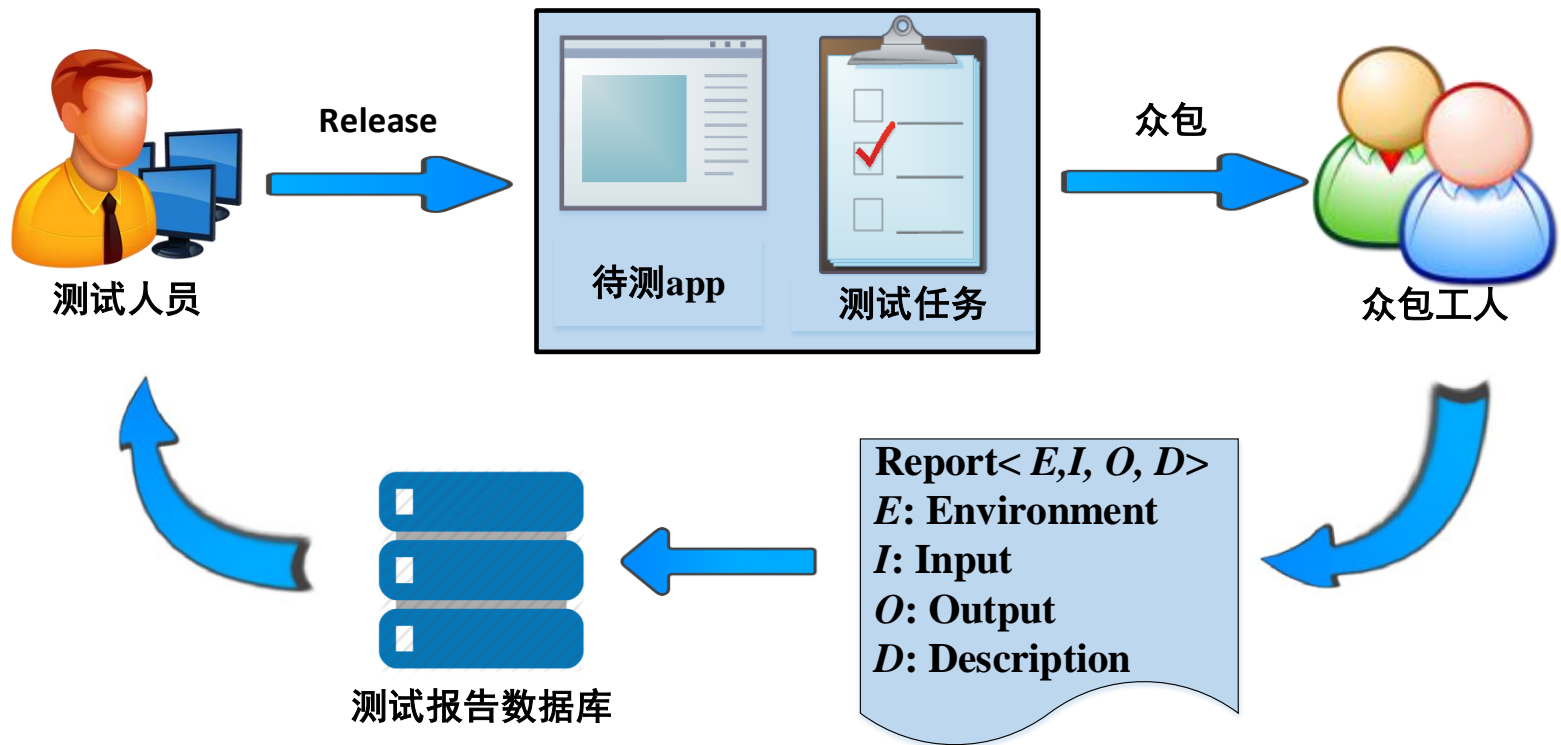 Release
众包
待测app
测试任务
测试人员
众包工人
Report< E,I, O, D>
E: Environment
I: Input
O: Output
D: Description
测试报告数据库